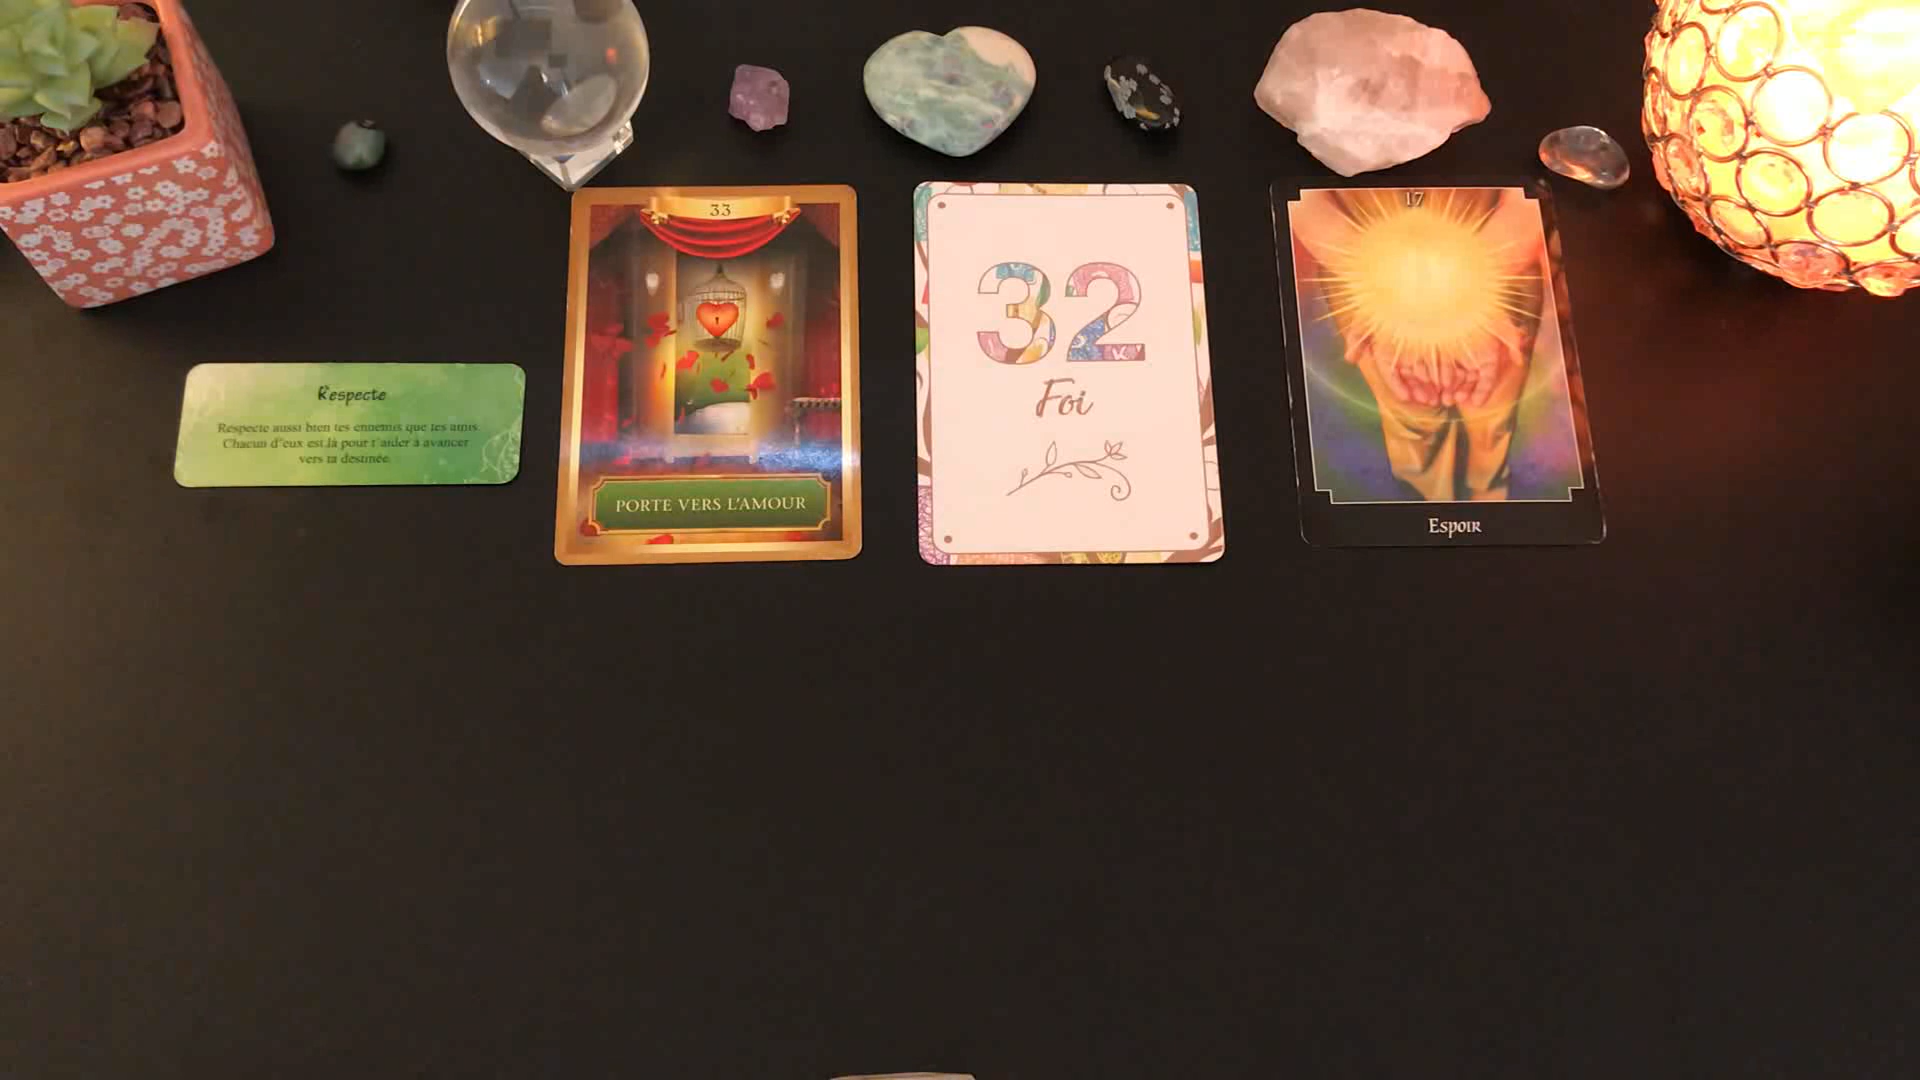 Respecte
Respecte aussi bien tes ennemis que tes amis.
Chacun d'eux est là pour t'aider à avancer
vers ta destinée.
33
PORTE VERS L'AMOUR
32
Foi
17
Espoir